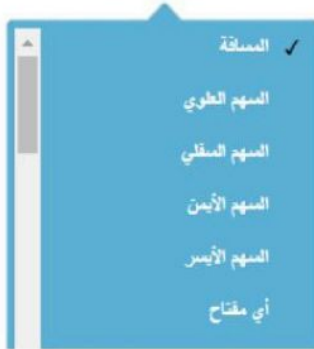 ✓ المسافة
السهم العلوي
السهم السفلي
السهم الأيمن
السهم الأيسر
أي مفتاح